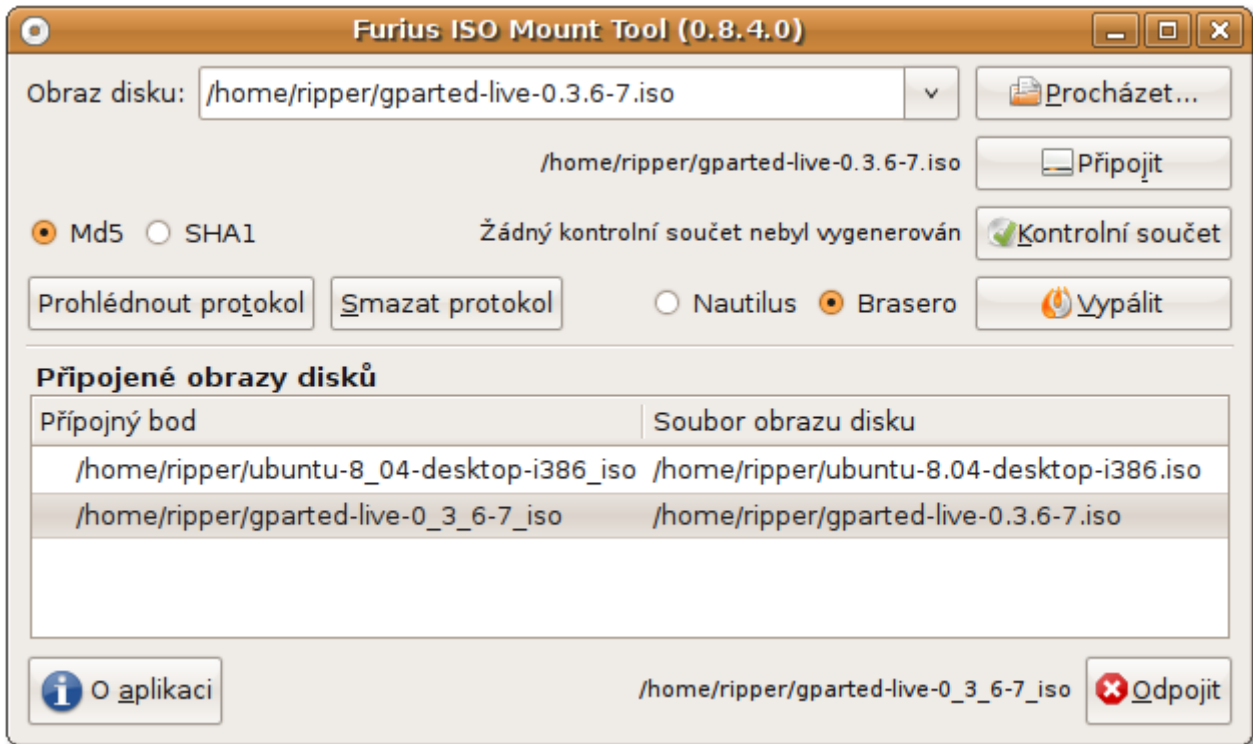 Furius ISO Mount Tool (0.8.4.0)
Obraz disku: /home/ripper/gparted-live-0.3.6-7.iso Procházet...
/home/ripper/gparted-live-0.3.6-7.iso Připojit
Md5 SHA1 Žádný kontrolní součet nebyl vygenerován Kontrolní součet
Prohlédnout protokol Smazat protokol Nautilus Brasero Vypálit
Připojené obrazy disků
Přípojný bod Soubor obrazu disku
/home/ripper/ubuntu-8_04-desktop-i386_iso /home/ripper/ubuntu-8.04-desktop-i386.iso
/home/ripper/gparted-live-0_3_6-7_iso /home/ripper/gparted-live-0.3.6-7.iso
O aplikaci /home/ripper/gparted-live-0_3_6-7_iso Odpojit